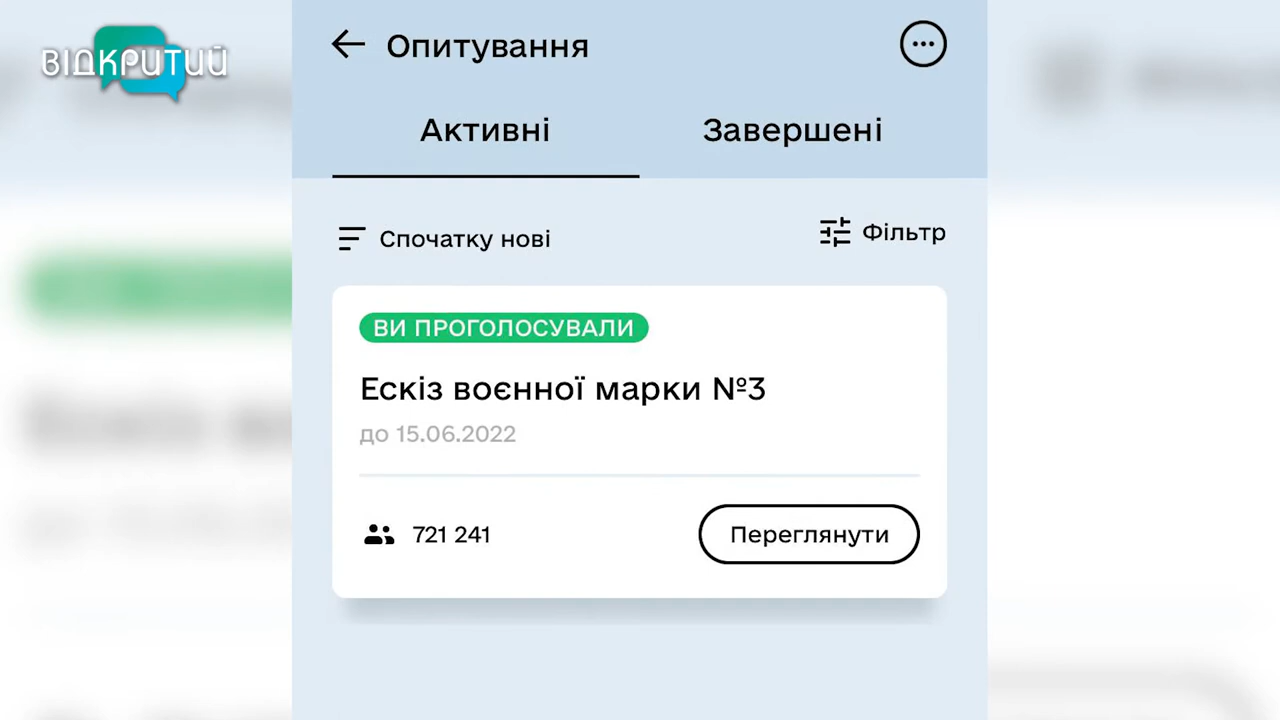 ВІДКРИТИЙ
Опитування
Активні
Завершені
Спочатку нові
Фільтр
ВИ ПРОГОЛОСУВАЛИ
Ескіз воєнної марки №3
до 15.06.2022
721 241
Переглянути